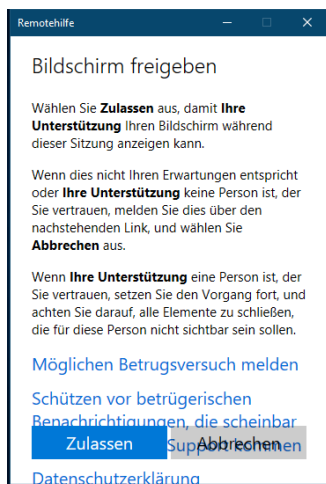 Remotehilfe
Bildschirm freigeben
Wählen Sie Zulassen aus, damit Ihre
Unterstützung Ihren Bildschirm während
dieser Sitzung anzeigen kann.
Wenn dies nicht Ihren Erwartungen entspricht
oder Ihre Unterstützung keine Person ist, der
Sie vertrauen, melden Sie dies über den
nachstehenden Link, und wählen Sie
Abbrechen aus.
Wenn Ihre Unterstützung eine Person ist, der
Sie vertrauen, setzen Sie den Vorgang fort, und
achten Sie darauf, alle Elemente zu schließen,
die für diese Person nicht sichtbar sein sollen.
Möglichen Betrugsversuch melden
Schützen vor betrügerischen
Benachrichtigungen, die scheinbar
Support kommen
Zulassen
Abbrechen
Datenschutzerklärung